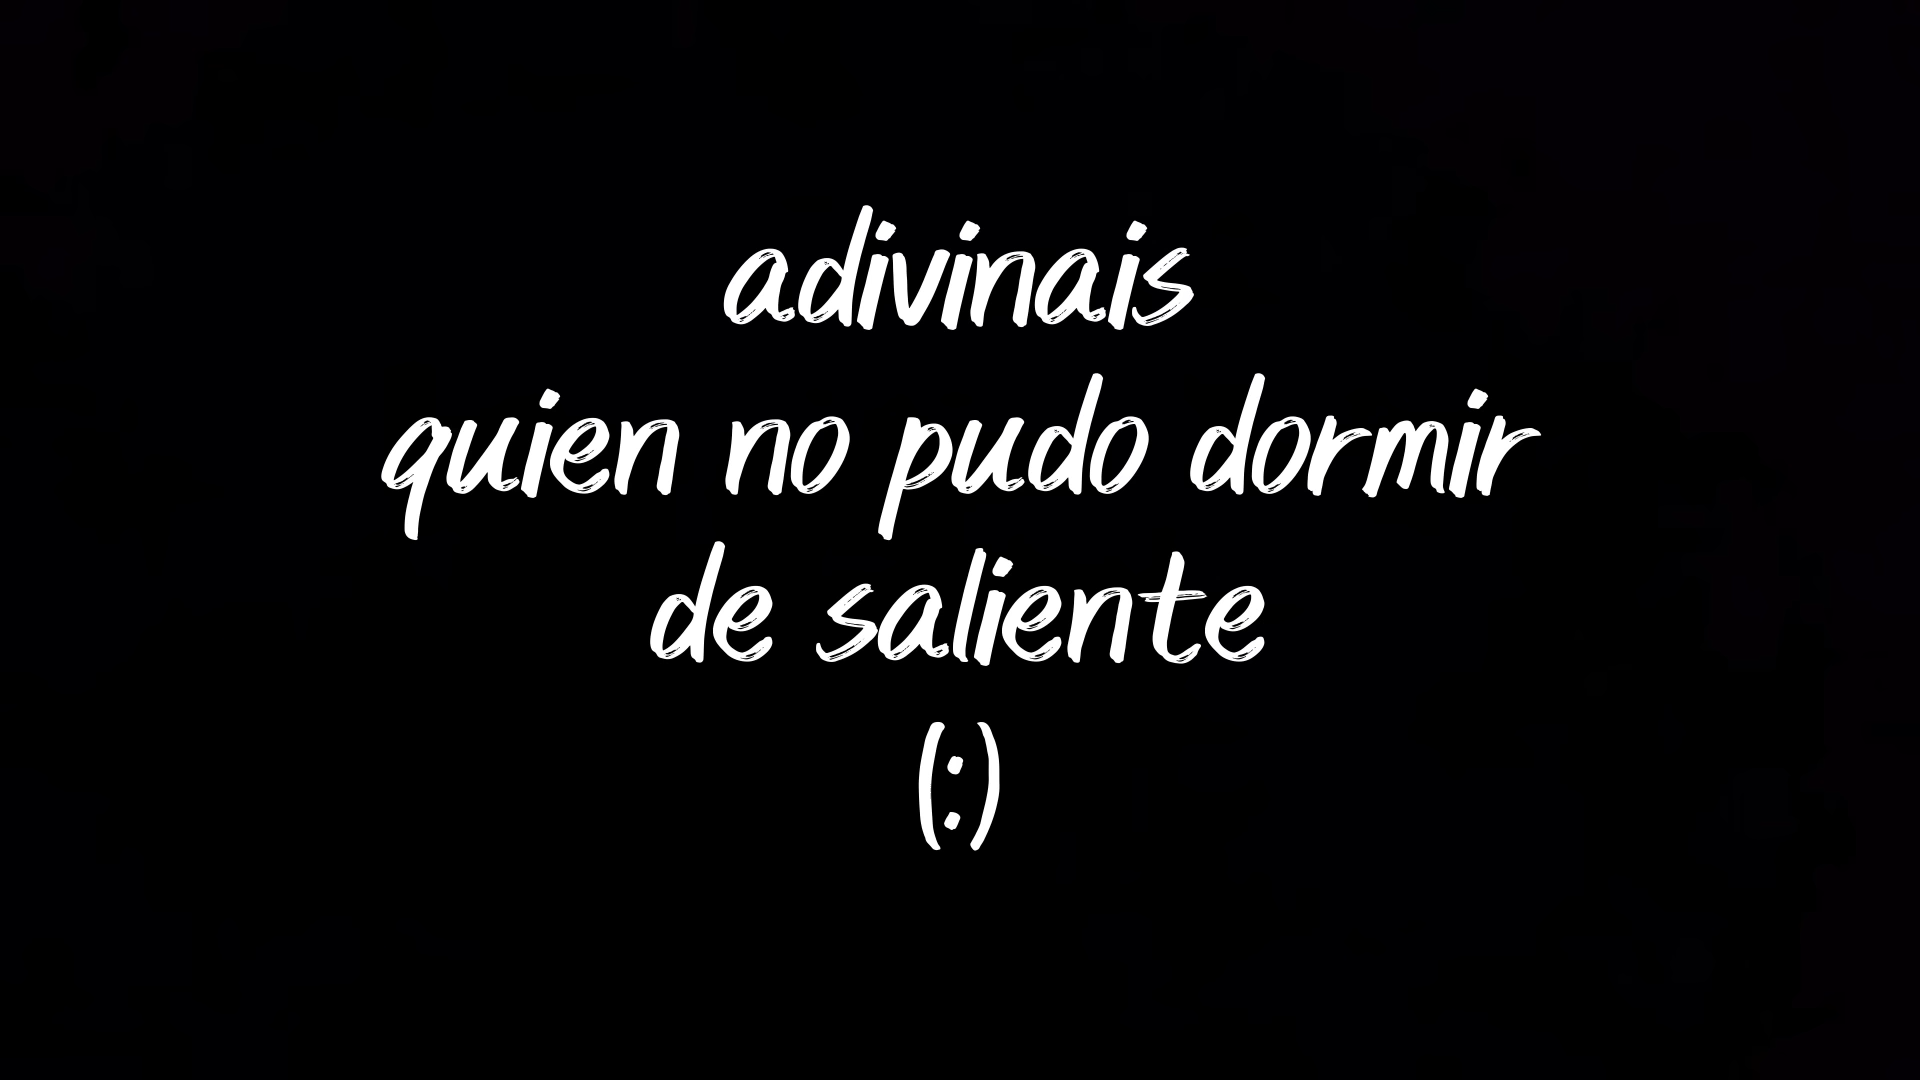 adivinais
quien no pudo dormir
de saliente
(:)